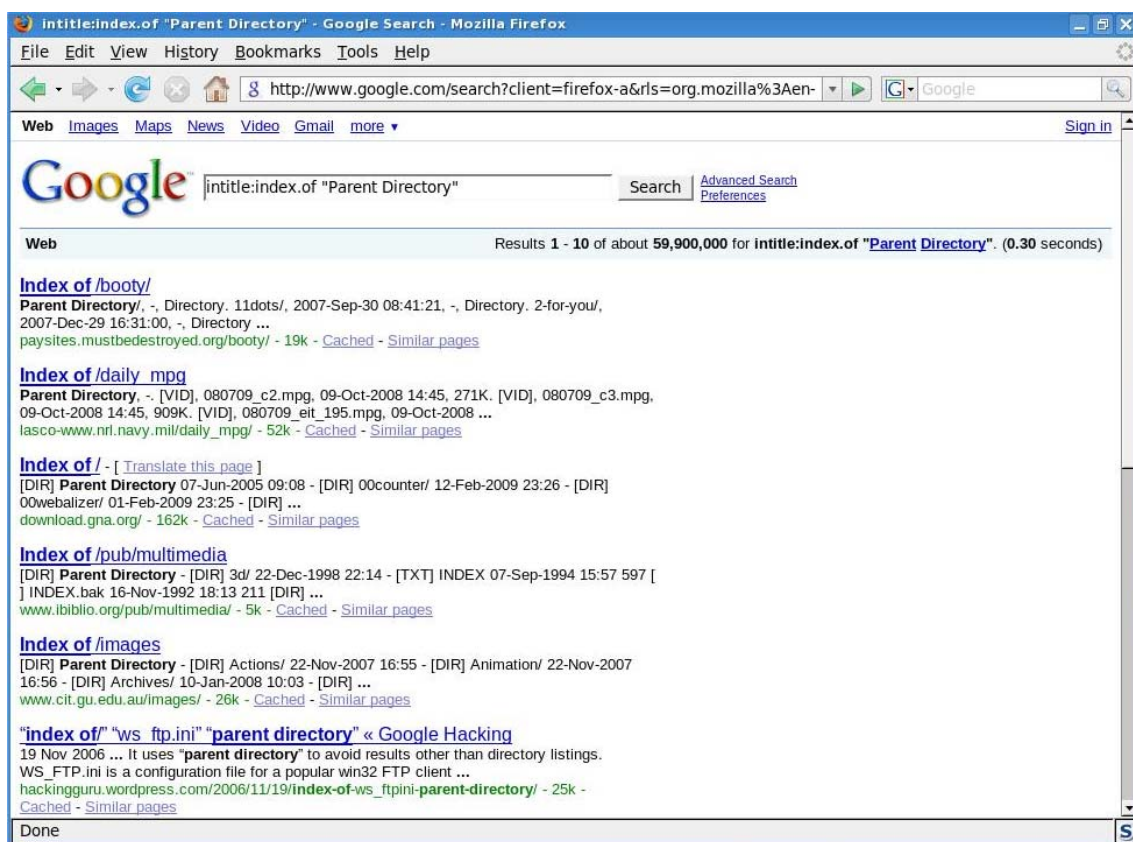 intitle:index.of "Parent Directory" - Google Search - Mozilla Firefox
File Edit View History Bookmarks Tools Help
http://www.google.com/search?client=firefox-a&rls=org.mozilla%3Aen- G Google
Web Images Maps News Video Gmail more ▾ Sign in
Google intitle:index.of "Parent Directory" Search Advanced Search
Preferences
Web Results 1 - 10 of about 59,900,000 for intitle:index.of "Parent Directory". (0.30 seconds)
Index of /booty/
Parent Directory/, -, Directory. 11dots/, 2007-Sep-30 08:41:21, -, Directory. 2-for-you/,
2007-Dec-29 16:31:00, -, Directory ...
paysites.mustbedestroyed.org/booty/ - 19k - Cached - Similar pages
Index of /daily_mpg
Parent Directory, -. [VID], 080709_c2.mpg, 09-Oct-2008 14:45, 271K. [VID], 080709_c3.mpg,
09-Oct-2008 14:45, 909K. [VID], 080709_eit_195.mpg, 09-Oct-2008 ...
lasco-www.nrl.navy.mil/daily_mpg/ - 52k - Cached - Similar pages
Index of / - [ Translate this page ]
[DIR] Parent Directory 07-Jun-2005 09:08 - [DIR] 00counter/ 12-Feb-2009 23:26 - [DIR]
00webalizer/ 01-Feb-2009 23:25 - [DIR] ...
download.gna.org/ - 162k - Cached - Similar pages
Index of /pub/multimedia
[DIR] Parent Directory - [DIR] 3d/ 22-Dec-1998 22:14 - [TXT] INDEX 07-Sep-1994 15:57 597 [
] INDEX.bak 16-Nov-1992 18:13 211 [DIR] ...
www.ibiblio.org/pub/multimedia/ - 5k - Cached - Similar pages
Index of /images
[DIR] Parent Directory - [DIR] Actions/ 22-Nov-2007 16:55 - [DIR] Animation/ 22-Nov-2007
16:56 - [DIR] Archives/ 10-Jan-2008 10:03 - [DIR] ...
www.cit.gu.edu.au/images/ - 26k - Cached - Similar pages
“index of/” “ws_ftp.ini” “parent directory” « Google Hacking
19 Nov 2006 ... It uses “parent directory” to avoid results other than directory listings.
WS_FTP.ini is a configuration file for a popular win32 FTP client ...
hackingguru.wordpress.com/2006/11/19/index-of-ws_ftpini-parent-directory/ - 25k -
Cached - Similar pages
Done S